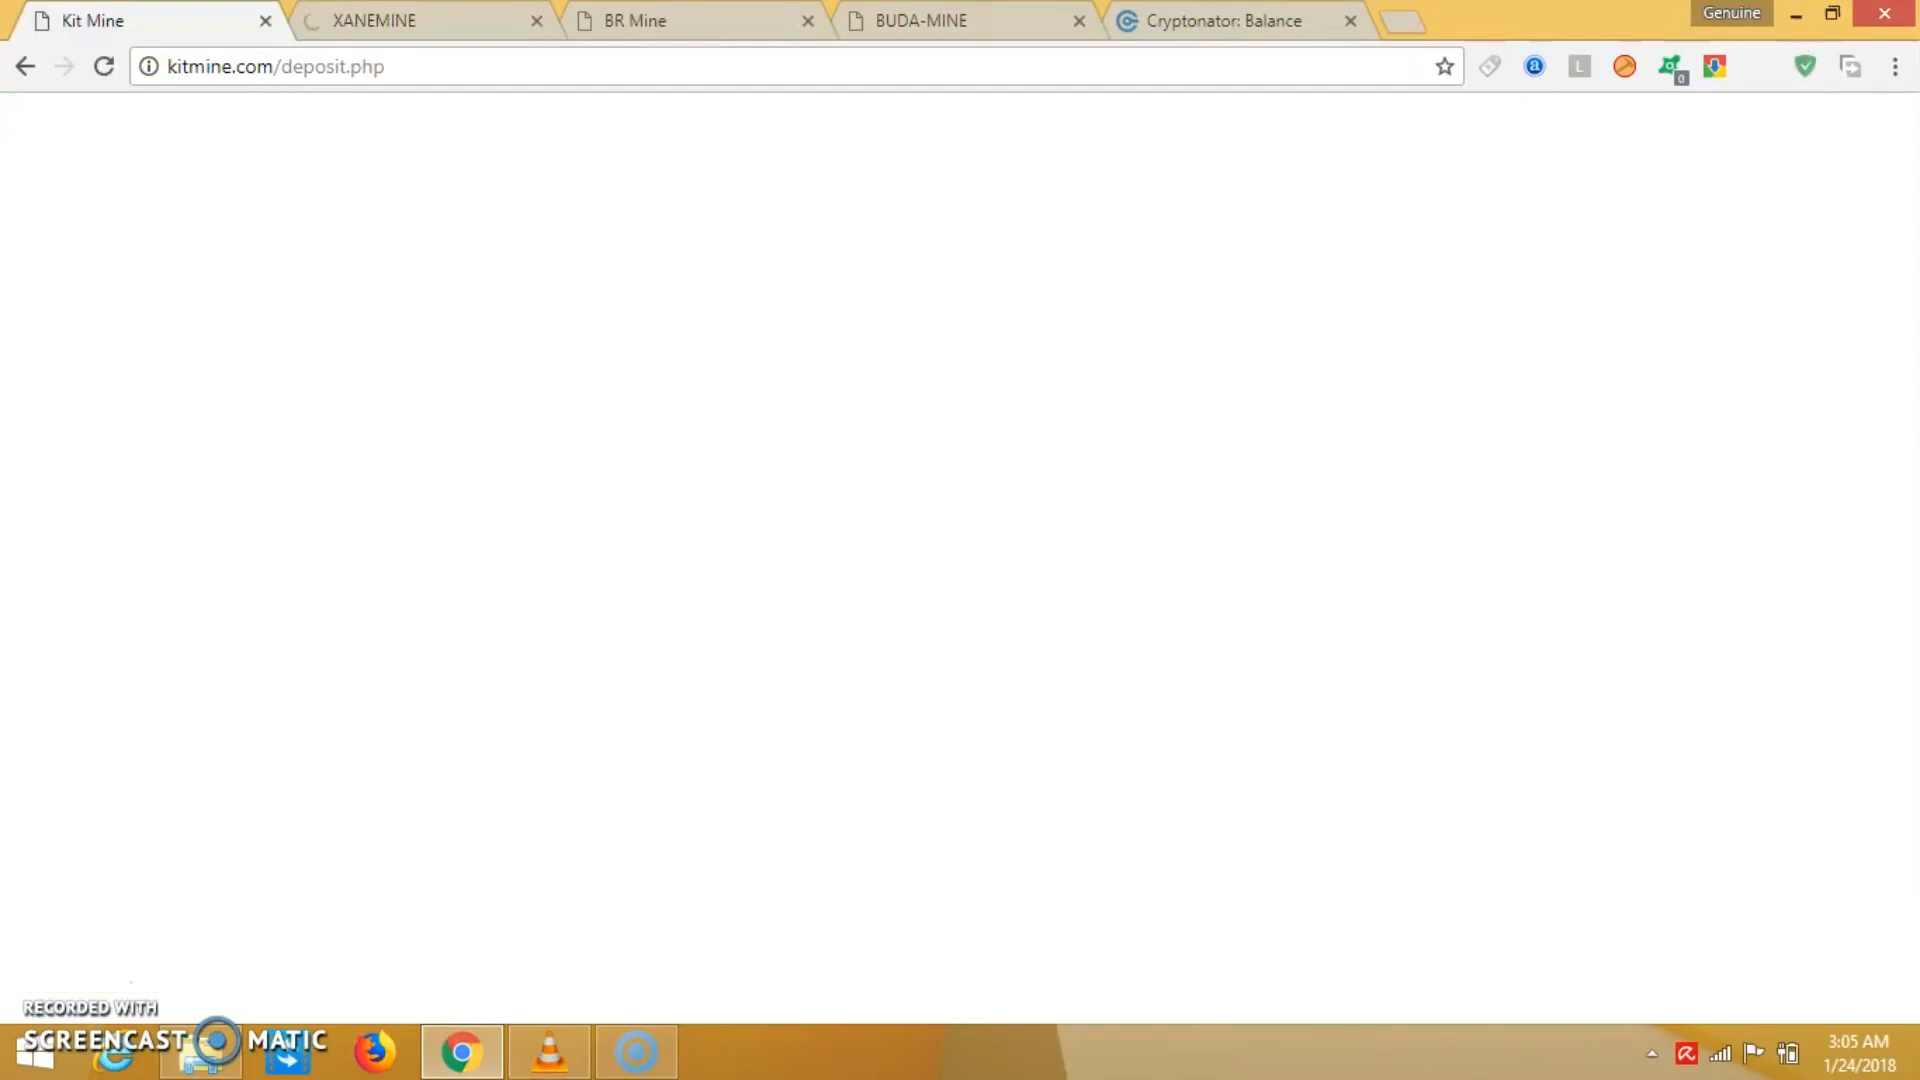 Kit Mine
XANEMINE
BR Mine
BUDA-MINE
Cryptonator: Balance
Genuine
kitmine.com/deposit.php
a
L
0
RECORDED WITH
SCREENCAST MATIC
3:05 AM
1/24/2018